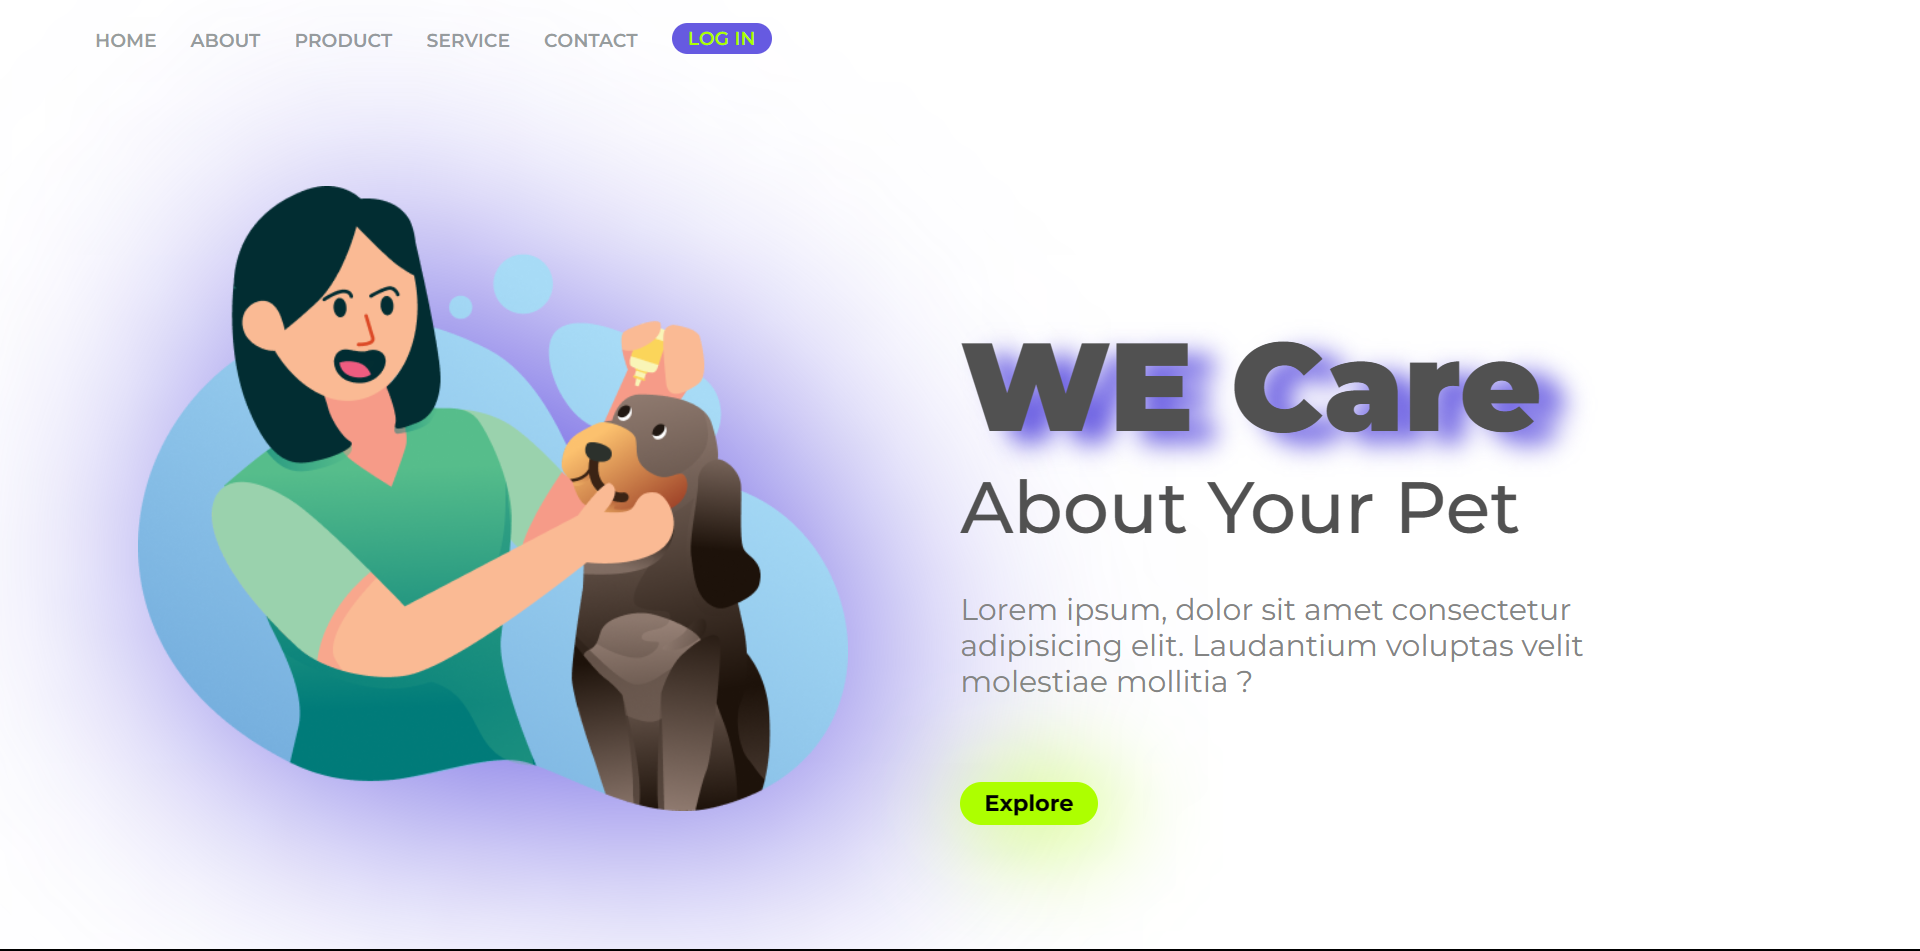 HOME ABOUT PRODUCT SERVICE CONTACT LOG IN
WE Care
About Your Pet
Lorem ipsum, dolor sit amet consectetur
adipisicing elit. Laudantium voluptas velit
molestiae mollitia ?
Explore